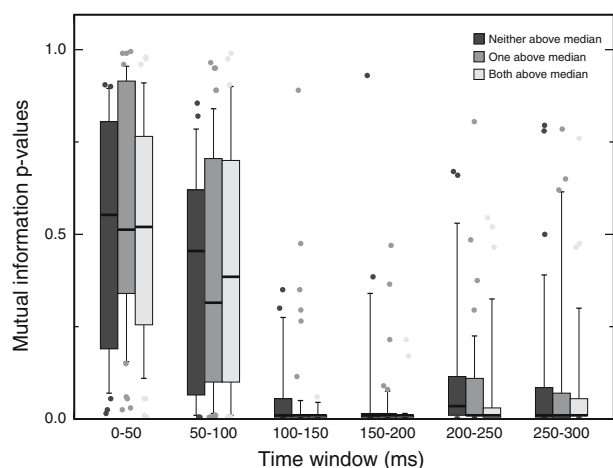 Mutual information p-values
1.0
0.5
0.0
Neither above median
One above median
Both above median
0-50
50-100
100-150
150-200
200-250
250-300
Time window (ms)